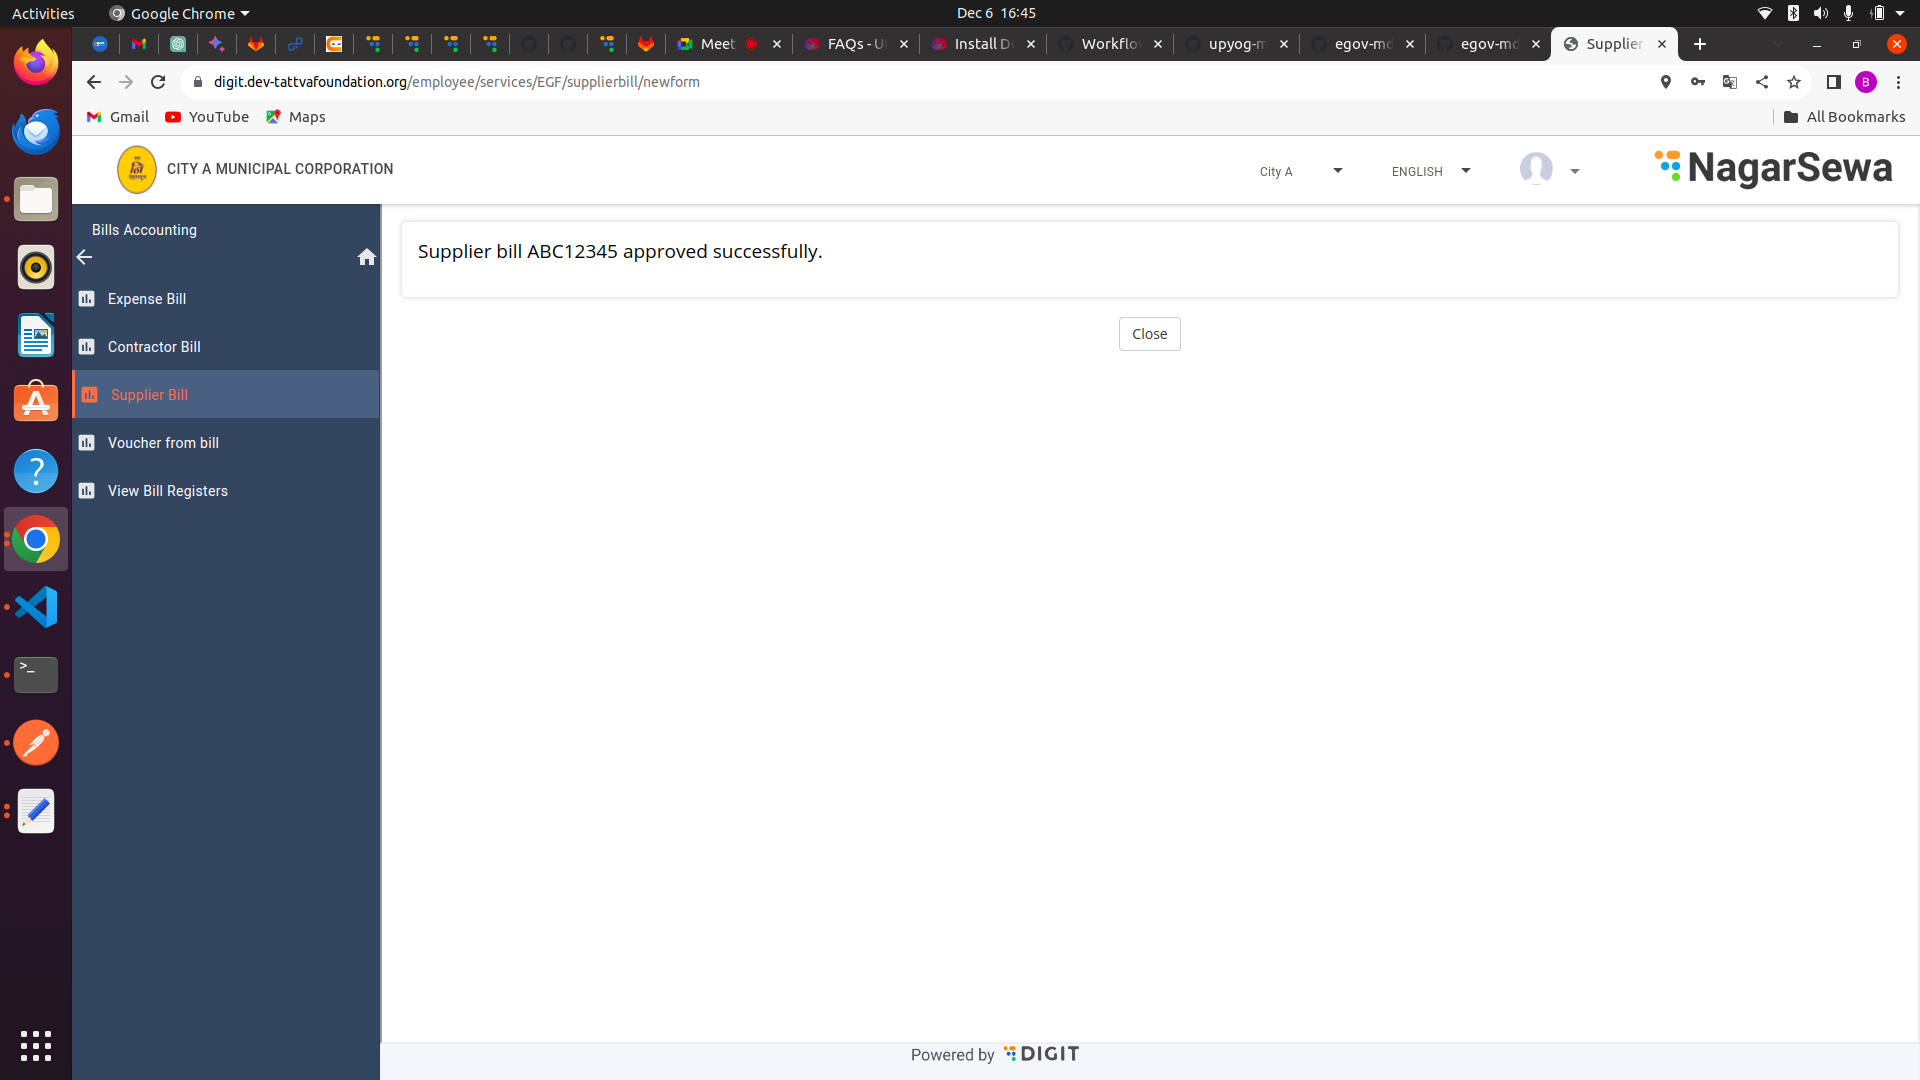 Activities
Google Chrome
Dec 6 16:45
Meet
FAQs - U
Install D
Workflo
upyog-m
egov-md
egov-md
Supplier
digit.dev-tattvafoundation.org/employee/services/EGF/supplierbill/newform
B
Gmail
YouTube
Maps
All Bookmarks
CITY A MUNICIPAL CORPORATION
City A
ENGLISH
NagarSewa
Bills Accounting
Expense Bill
Contractor Bill
Supplier Bill
Voucher from bill
View Bill Registers
Supplier bill ABC12345 approved successfully.
Close
Powered by DIGIT